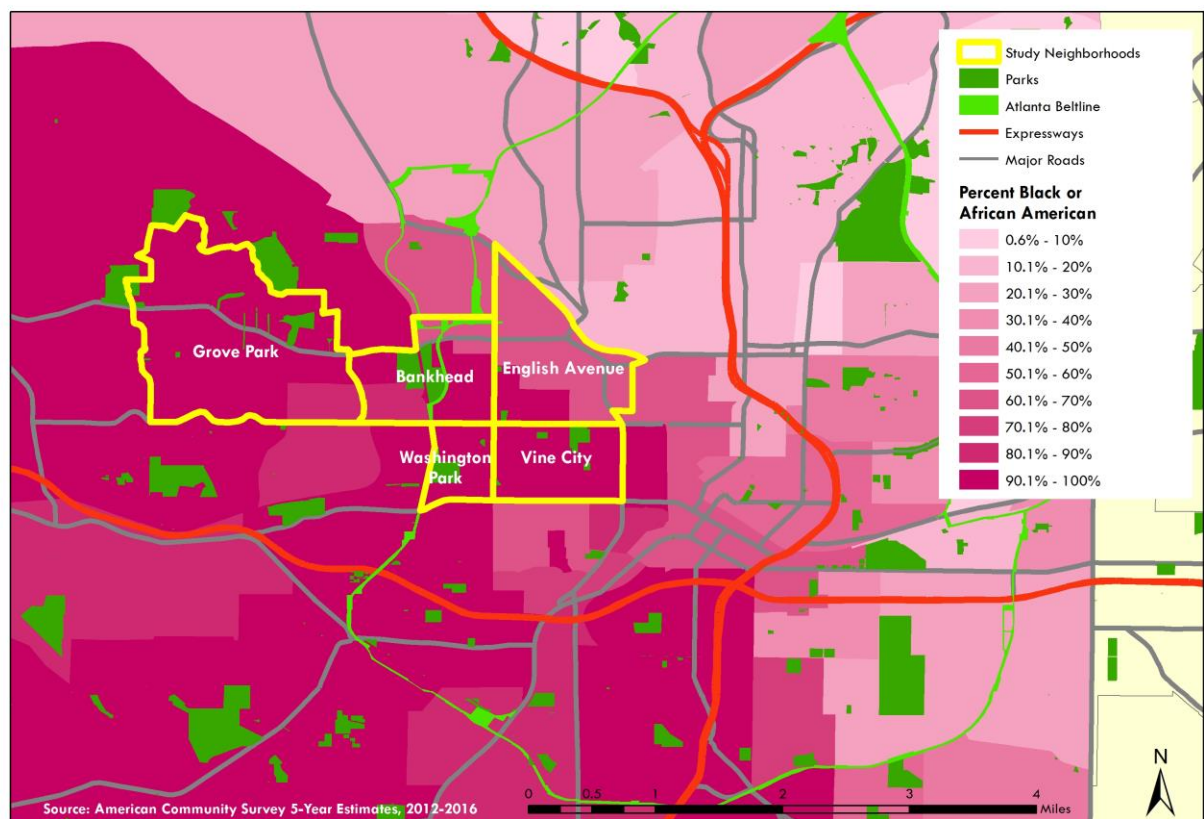 Study Neighborhoods
Parks
Atlanta Beltline
Expressways
Major Roads
Percent Black or
African American
0.6% - 10%
10.1% - 20%
20.1% - 30%
30.1% - 40%
40.1% - 50%
50.1% - 60%
60.1% - 70%
70.1% - 80%
80.1% - 90%
90.1% - 100%
Grove Park
Bankhead
English Avenue
Washington
Park
Vine City
N
Source: American Community Survey 5-Year Estimates, 2012-2016
0 0.5 1 2 3 4
Miles